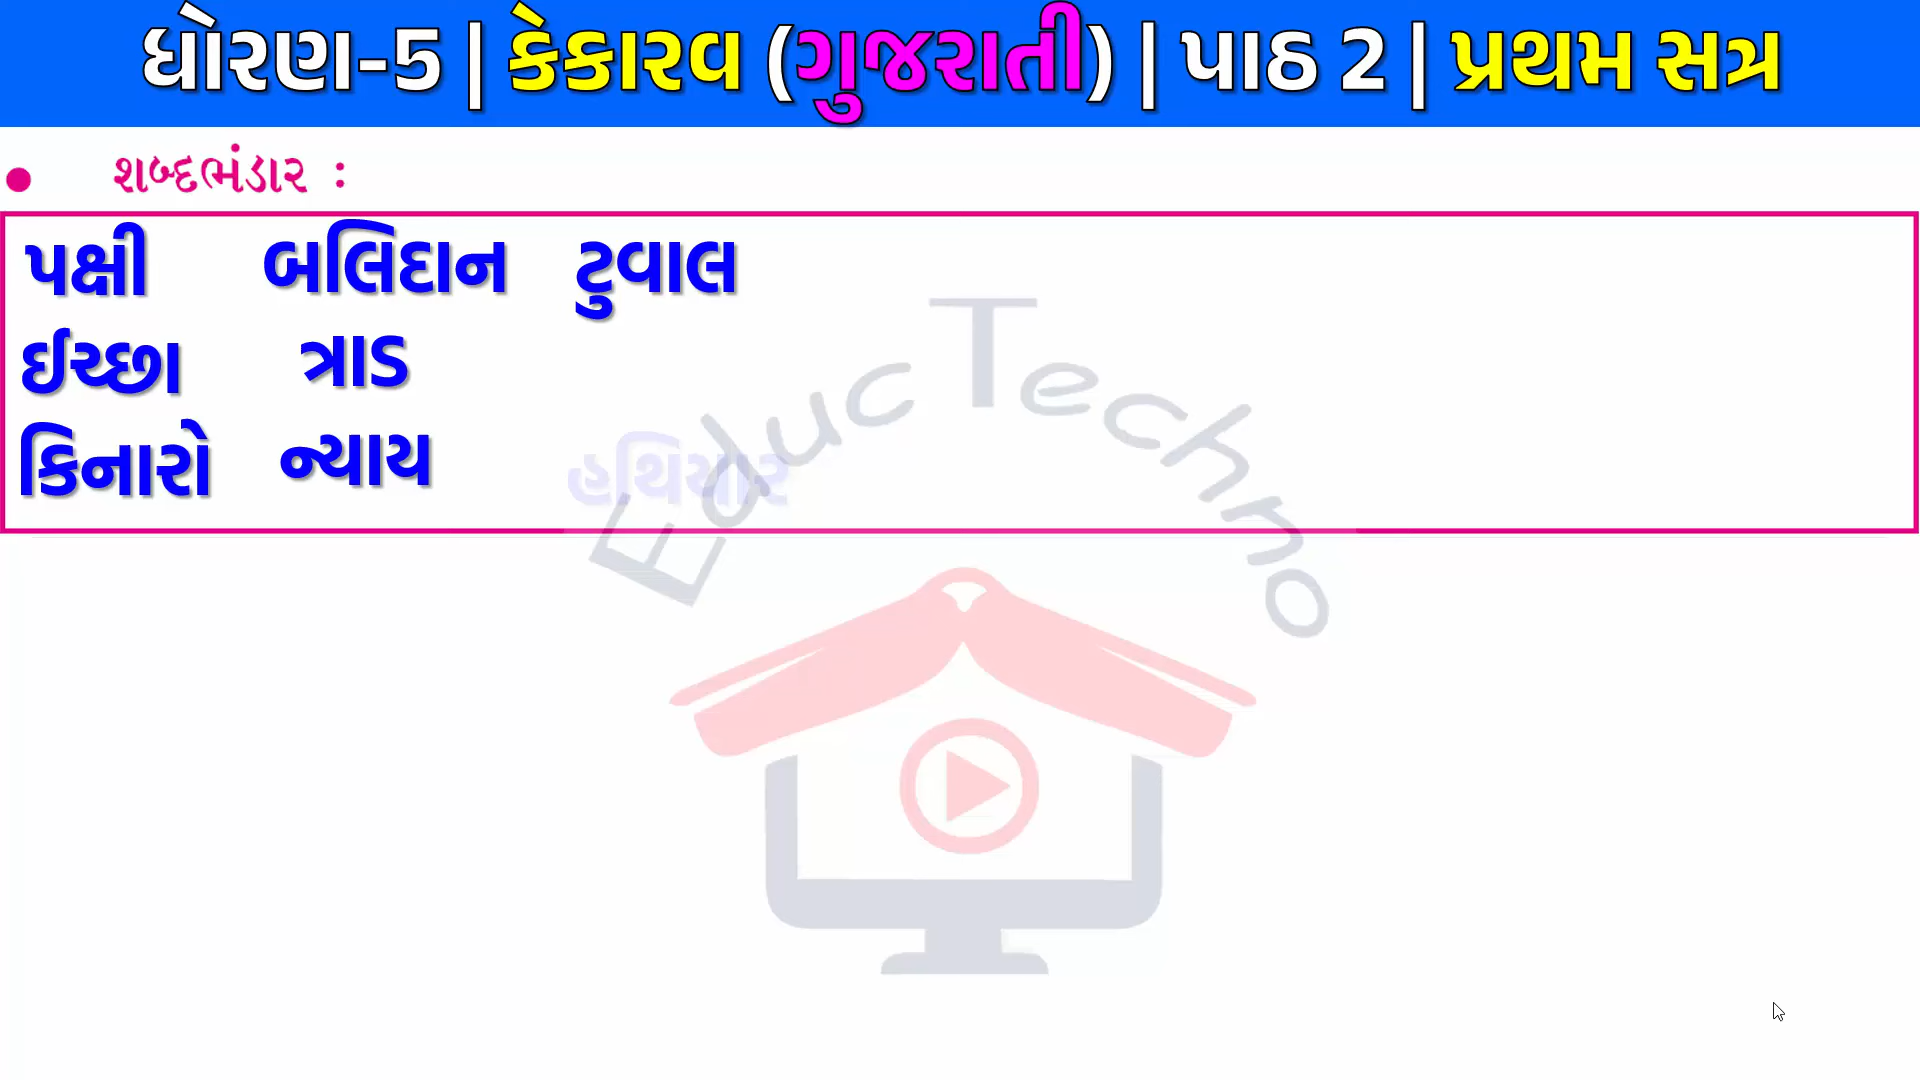 ધોરણ-5 | કેકારવ (ગુજરાતી) | પાઠ 2 | પ્રથમ સત્ર
• શબ્દભંડાર :
પક્ષી બલિદાન ટુવાલ
ઈચ્છા ત્રાડ
કિનારો ન્યાય હથિયાર
EducTechno